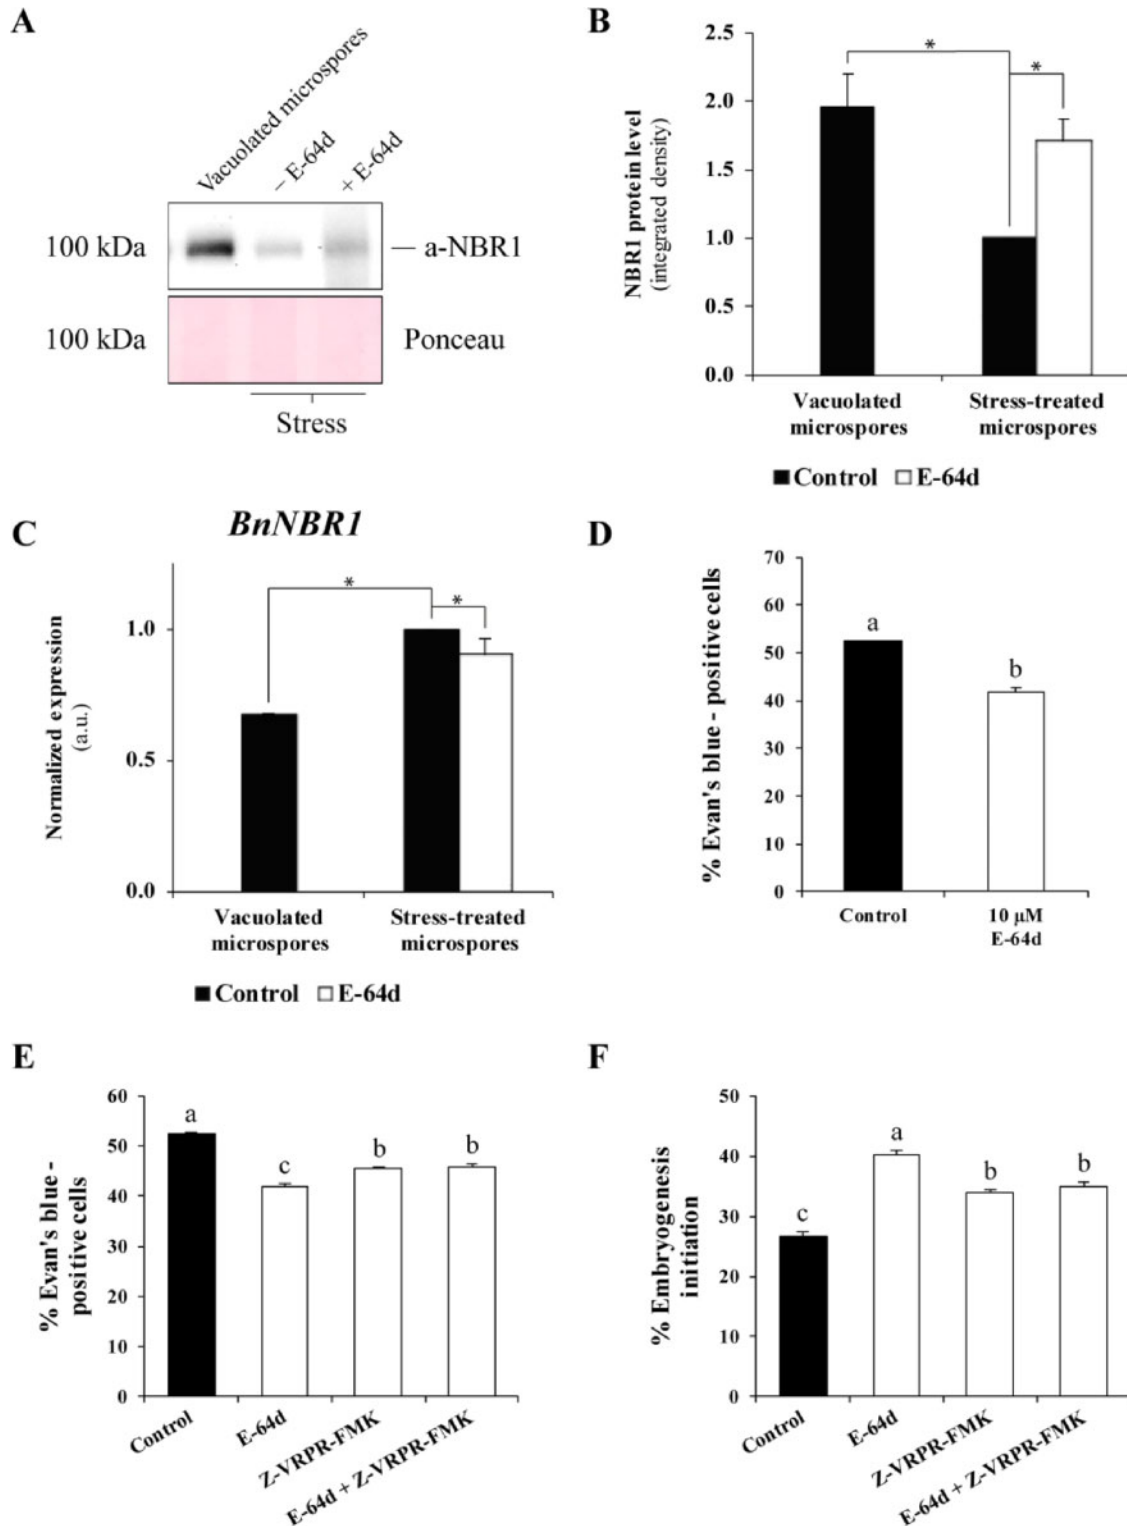 A
Vacuolated microspores
– E-64d
+ E-64d
100 kDa
— a-NBR1
100 kDa
Ponceau
Stress
B
NBR1 protein level
(integrated density)
2.5
2.0
1.5
1.0
0.5
0.0
*
*
Vacuolated
microspores
Stress-treated
microspores
Control
E-64d
C
BnNBR1
Normalized expression
(a.u.)
1.0
0.5
0.0
*
*
Vacuolated
microspores
Stress-treated
microspores
Control
E-64d
D
% Evan's blue - positive cells
70
60
50
40
30
20
10
0
a
b
Control
10 µM
E-64d
E
% Evan's blue -
positive cells
60
50
40
30
20
10
0
a
c
b
b
Control
E-64d
Z-VRPR-FMK
E-64d + Z-VRPR-FMK
F
% Embryogenesis
initiation
50
40
30
20
10
0
c
a
b
b
Control
E-64d
Z-VRPR-FMK
E-64d + Z-VRPR-FMK